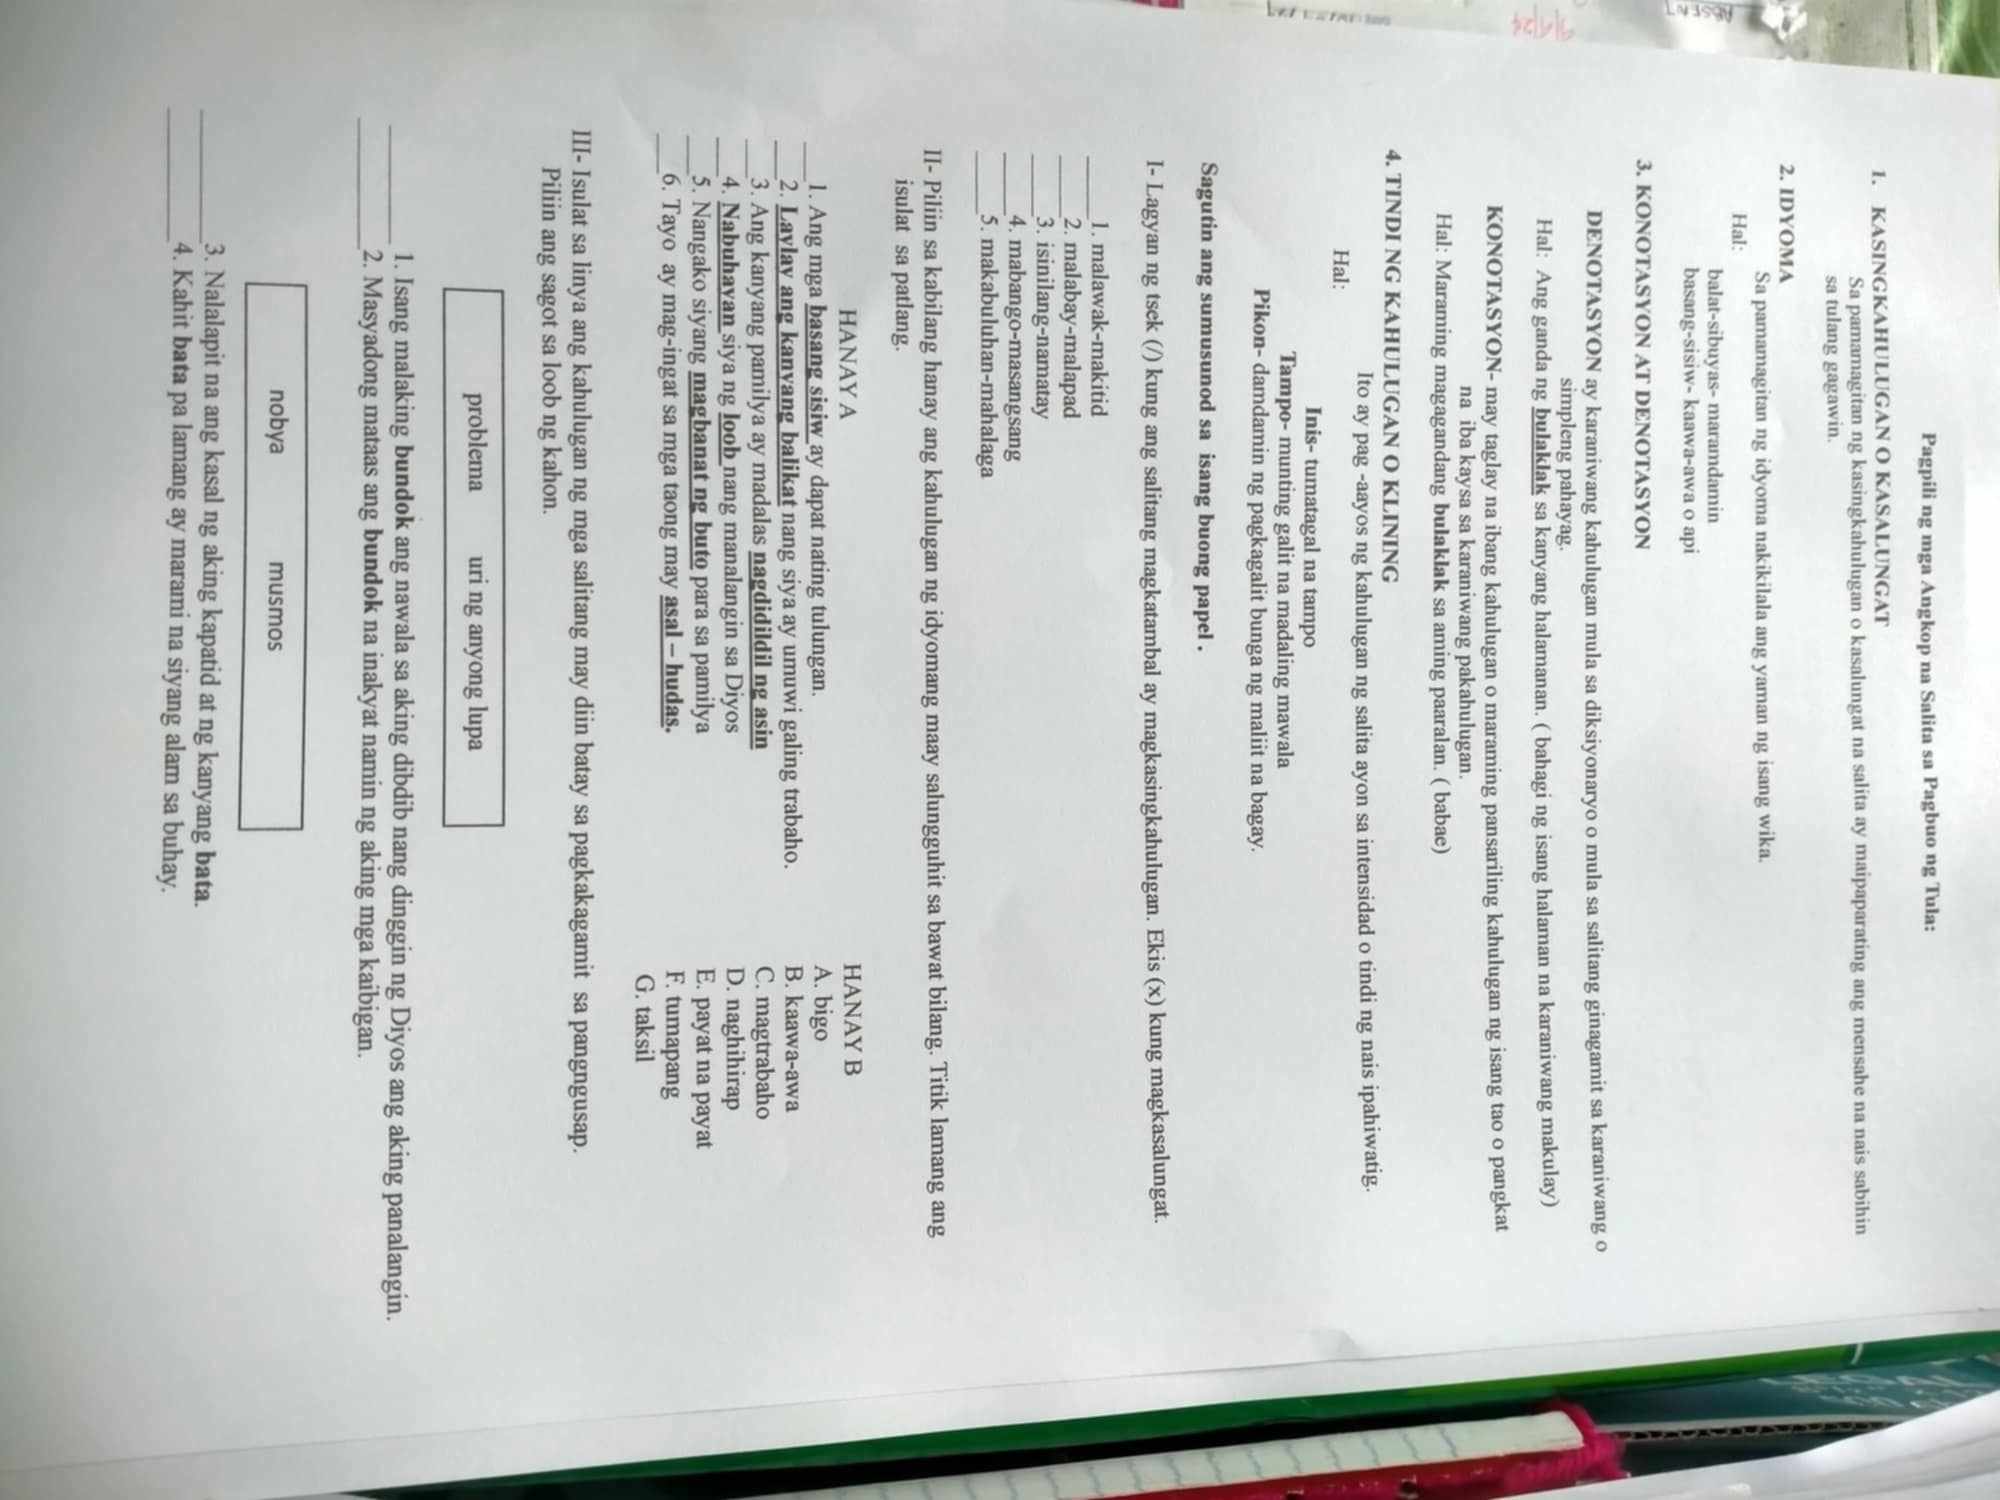 Pagpili ng mga Angkop na Salita sa Pagbuo ng Tula:
1. KASINGKAHULUGAN O KASALUNGAT
Sa pamamagitan ng kasingkahulugan o kasalungat na salita ay maipaparating ang mensahe na nais sabihin
sa tulang gagawin.
2. IDYOMA
Sa pamamagitan ng idyoma nakikilala ang yaman ng isang wika.
Hal:
balat-sibuyas- maramdamin
basang-sisiw- kaawa-awa o api
3. KONOTASYON AT DENOTASYON
DENOTASYON ay karaniwang kahulugan mula sa diksiyonaryo o mula sa salitang ginagamit sa karaniwang o
simpleng pahayag.
Hal: Ang ganda ng bulaklak sa kanyang halamanan. ( bahagi ng isang halaman na karaniwang makulay)
KONOTASYON- may taglay na ibang kahulugan o maraming pansariling kahulugan ng isang tao o pangkat
na iba kaysa sa karaniwang pakahulugan.
Hal: Maraming magagandang bulaklak sa aming paaralan. ( babae)
4. TINDI NG KAHULUGAN O KLINING
Ito ay pag -aayos ng kahulugan ng salita ayon sa intensidad o tindi ng nais ipahiwatig.
Hal:
Inis- tumatagal na tampo
Tampo- munting galit na madaling mawala
Pikon- damdamin ng pagkagalit bunga ng maliit na bagay.
Sagutin ang sumusunod sa isang buong papel .
I- Lagyan ng tsek (/) kung ang salitang magkatambal ay magkasingkahulugan. Ekis (x) kung magkasalungat.
_____1. malawak-makitid
_____2. malabay-malapad
_____3. isinilang-namatay
_____4. mabango-masangsang
_____5. makabuluhan-mahalaga
II- Piliin sa kabilang hanay ang kahulugan ng idyomang maay salungguhit sa bawat bilang. Titik lamang ang
isulat sa patlang.
HANAY A HANAY B
___1. Ang mga basang sisiw ay dapat nating tulungan. A. bigo
___2. Laylay ang kanyang balikat nang siya ay umuwi galing trabaho. B. kaawa-awa
___3. Ang kanyang pamilya ay madalas nagdidildil ng asin C. magtrabaho
___4. Nabuhayan siya ng loob nang manalangin sa Diyos D. naghihirap
___5. Nangako siyang magbanat ng buto para sa pamilya E. payat na payat
___6. Tayo ay mag-ingat sa mga taong may asal – hudas. F. tumapang
G. taksil
III- Isulat sa linya ang kahulugan ng mga salitang may diin batay sa pagkakagamit sa pangngusap.
Piliin ang sagot sa loob ng kahon.
problema uri ng anyong lupa
_________ 1. Isang malaking bundok ang nawala sa aking dibdib nang dinggin ng Diyos ang aking panalangin.
__________2. Masyadong mataas ang bundok na inakyat namin ng aking mga kaibigan.
nobya musmos
__________3. Nalalapit na ang kasal ng aking kapatid at ng kanyang bata.
__________4. Kahit bata pa lamang ay marami na siyang alam sa buhay.
ABSENT